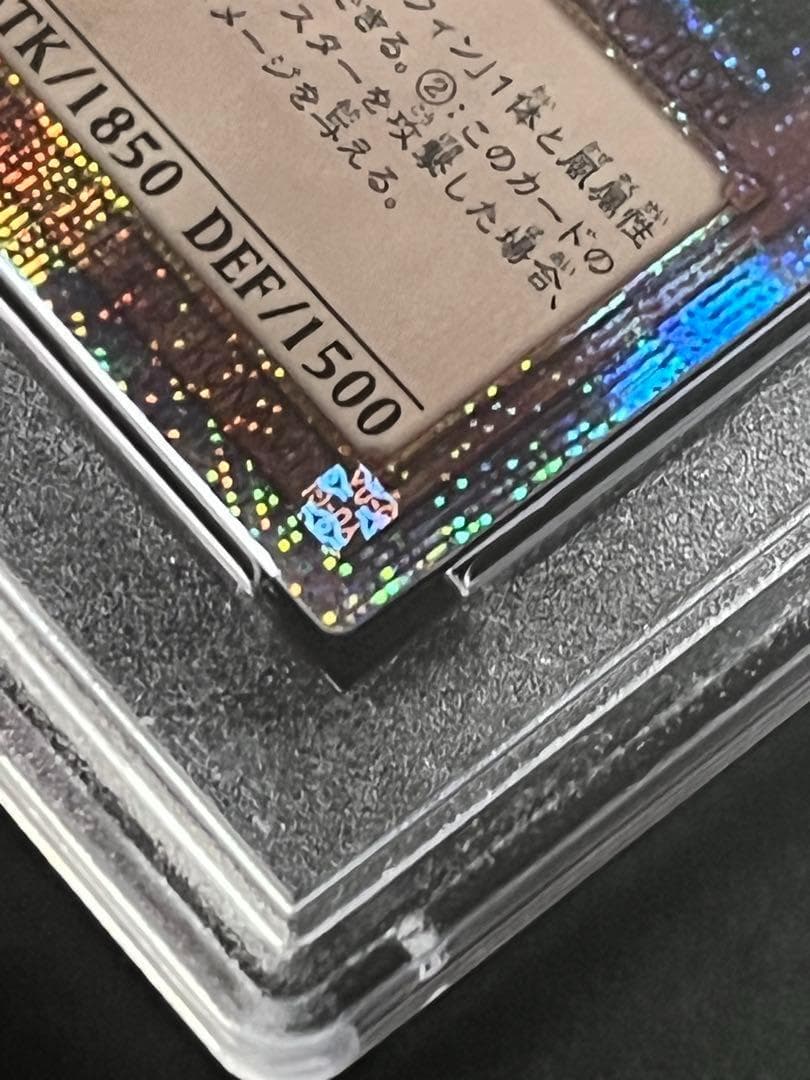 ウィン」1体と風属性
できる。②:このカードの
スターを攻撃した場合、
メージを与える。
ATK/1850 DEF/1500